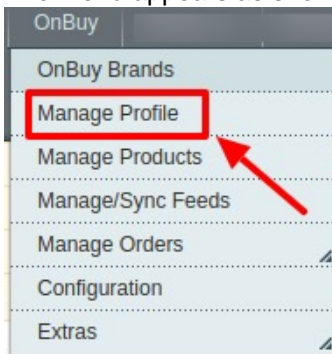 OnBuy
OnBuy Brands
Manage Profile
Manage Products
Manage/Sync Feeds
Manage Orders
Configuration
Extras